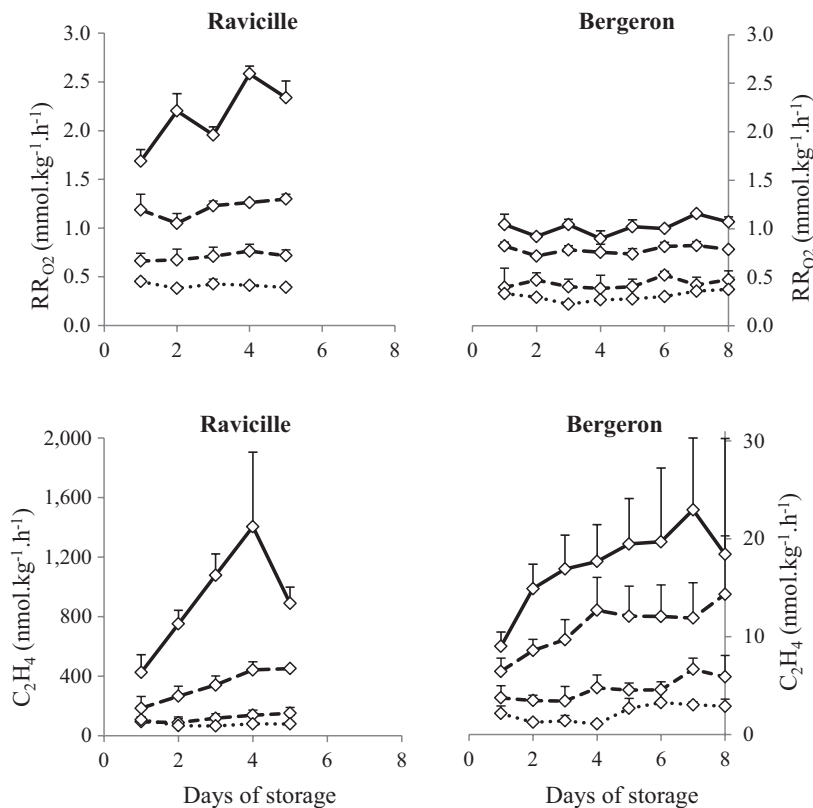 Ravicille
Bergeron
3.0
2.5
2.0
1.5
1.0
0.5
0.0
RR_O2 (mmol.kg⁻¹.h⁻¹)
0 2 4 6 8
0 2 4 6 8
3.0
2.5
2.0
1.5
1.0
0.5
0.0
RR_O2 (mmol.kg⁻¹.h⁻¹)
Ravicille
Bergeron
2,000
1,600
1,200
800
400
0
C₂H₄ (nmol.kg⁻¹.h⁻¹)
0 2 4 6 8
0 2 4 6 8
30
20
10
0
C₂H₄ (nmol.kg⁻¹.h⁻¹)
Days of storage
Days of storage